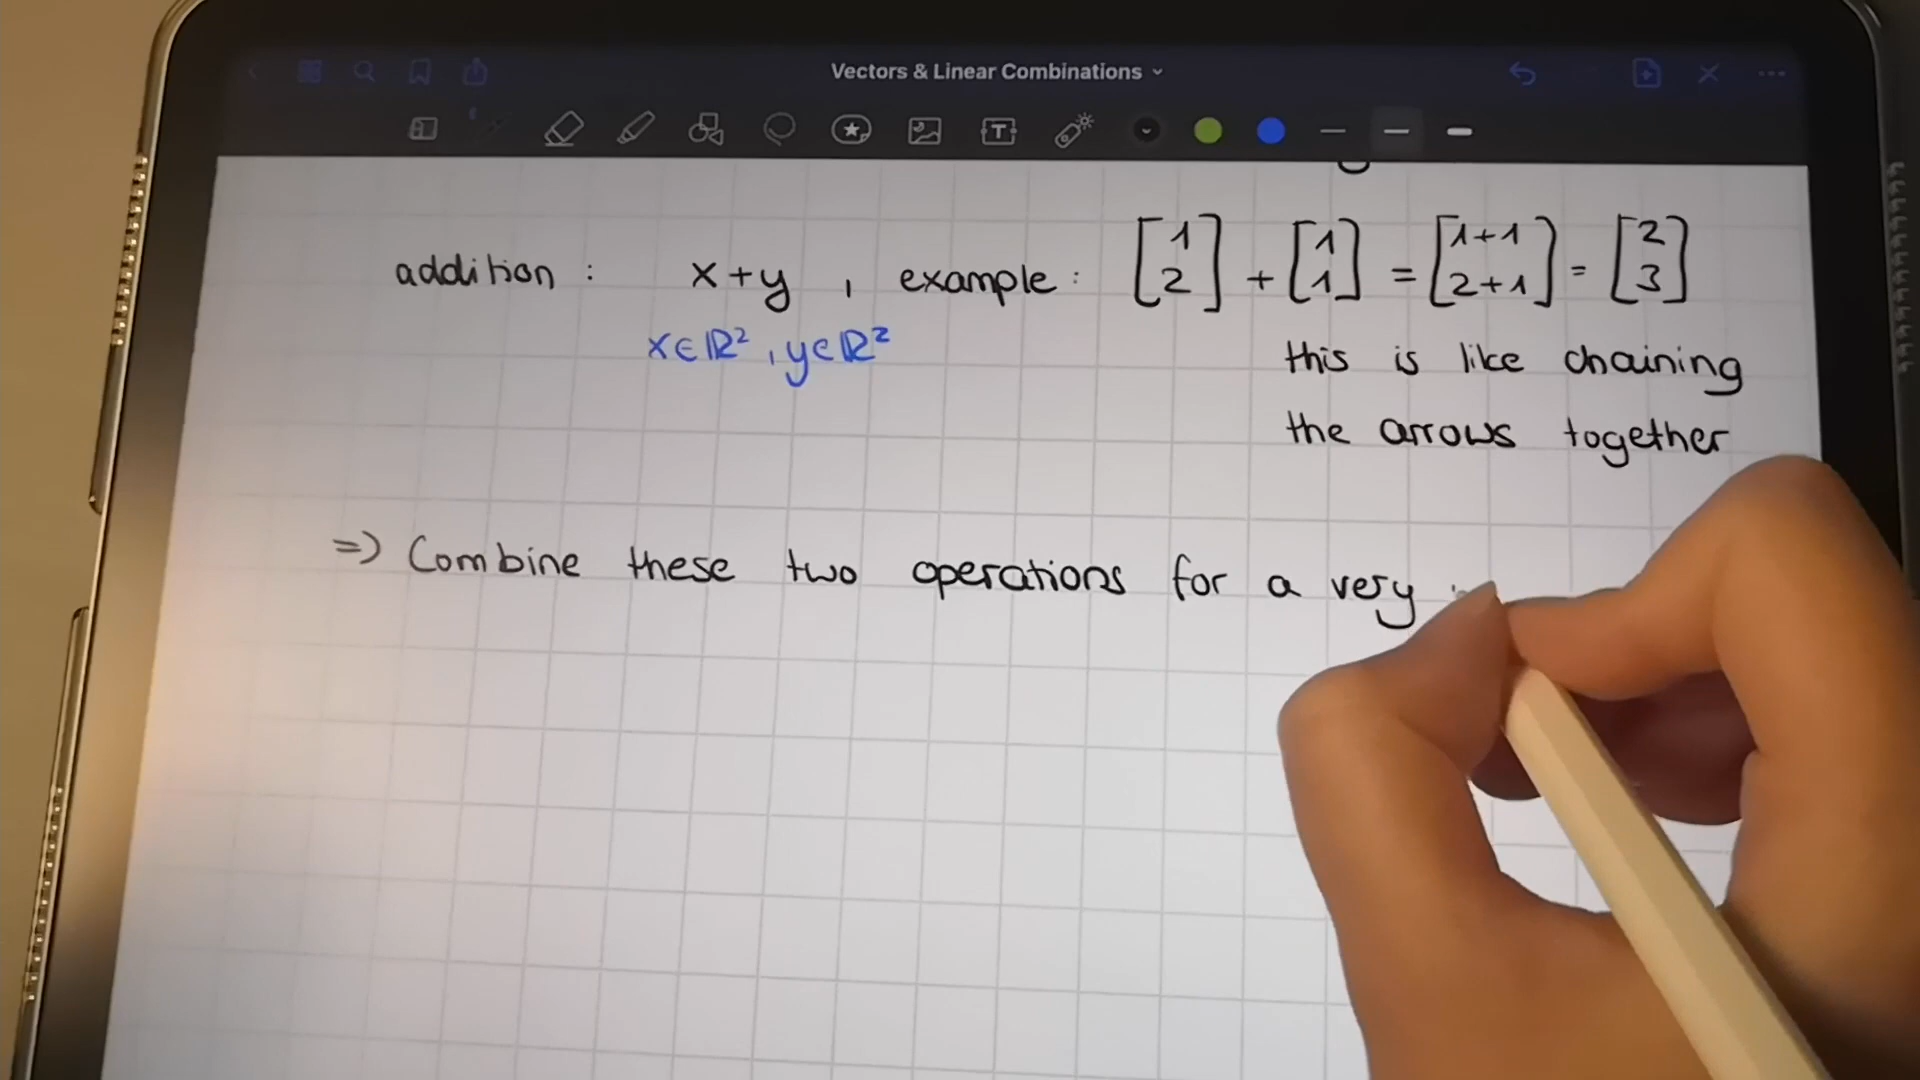 Vectors & Linear Combinations
addition : x+y , example : [1 2] + [1 1] = [1+1 2+1] = [2 3]
x∈ℝ² , y∈ℝ²
this is like chaining
the arrows together
=> Combine these two operations for a very